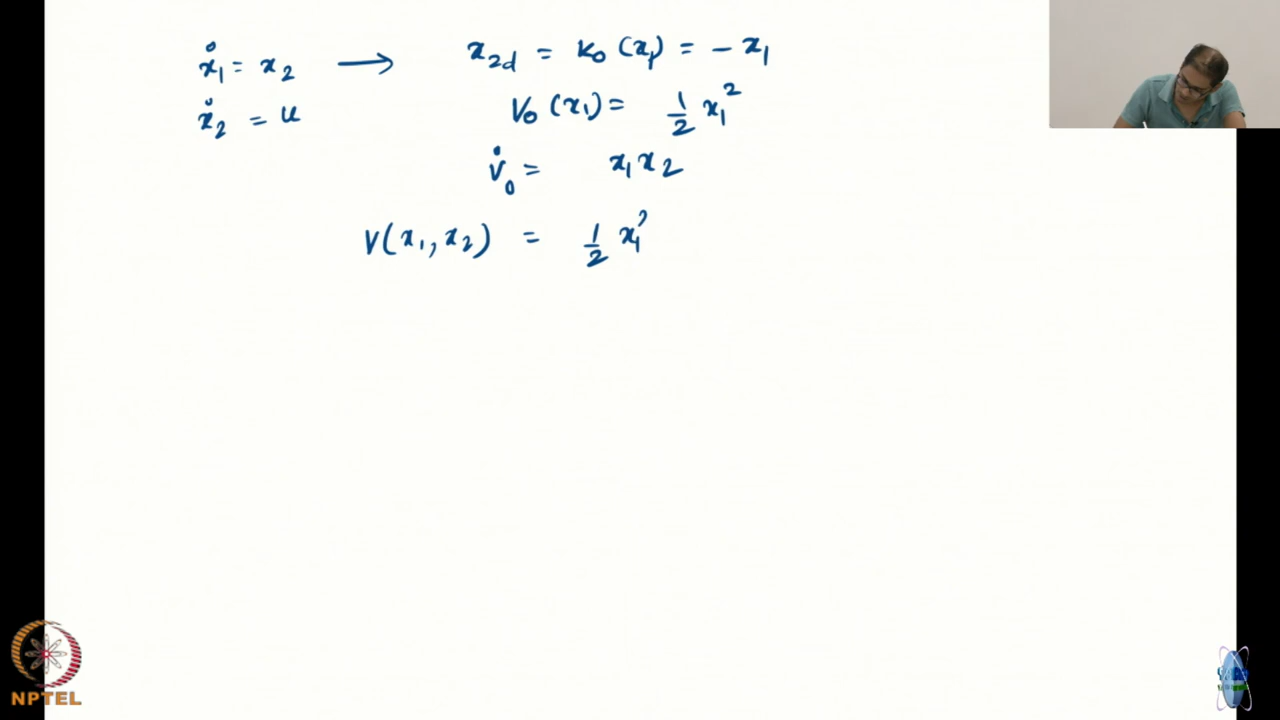 ẋ₁ = x₂ ⟶ x₂d = k₀(x₁) = − x₁
ẋ₂ = u V₀(x₁) = 1/2 x₁²
V̇₀ = x₁x₂
V(x₁, x₂) = 1/2 x₁²
NPTEL